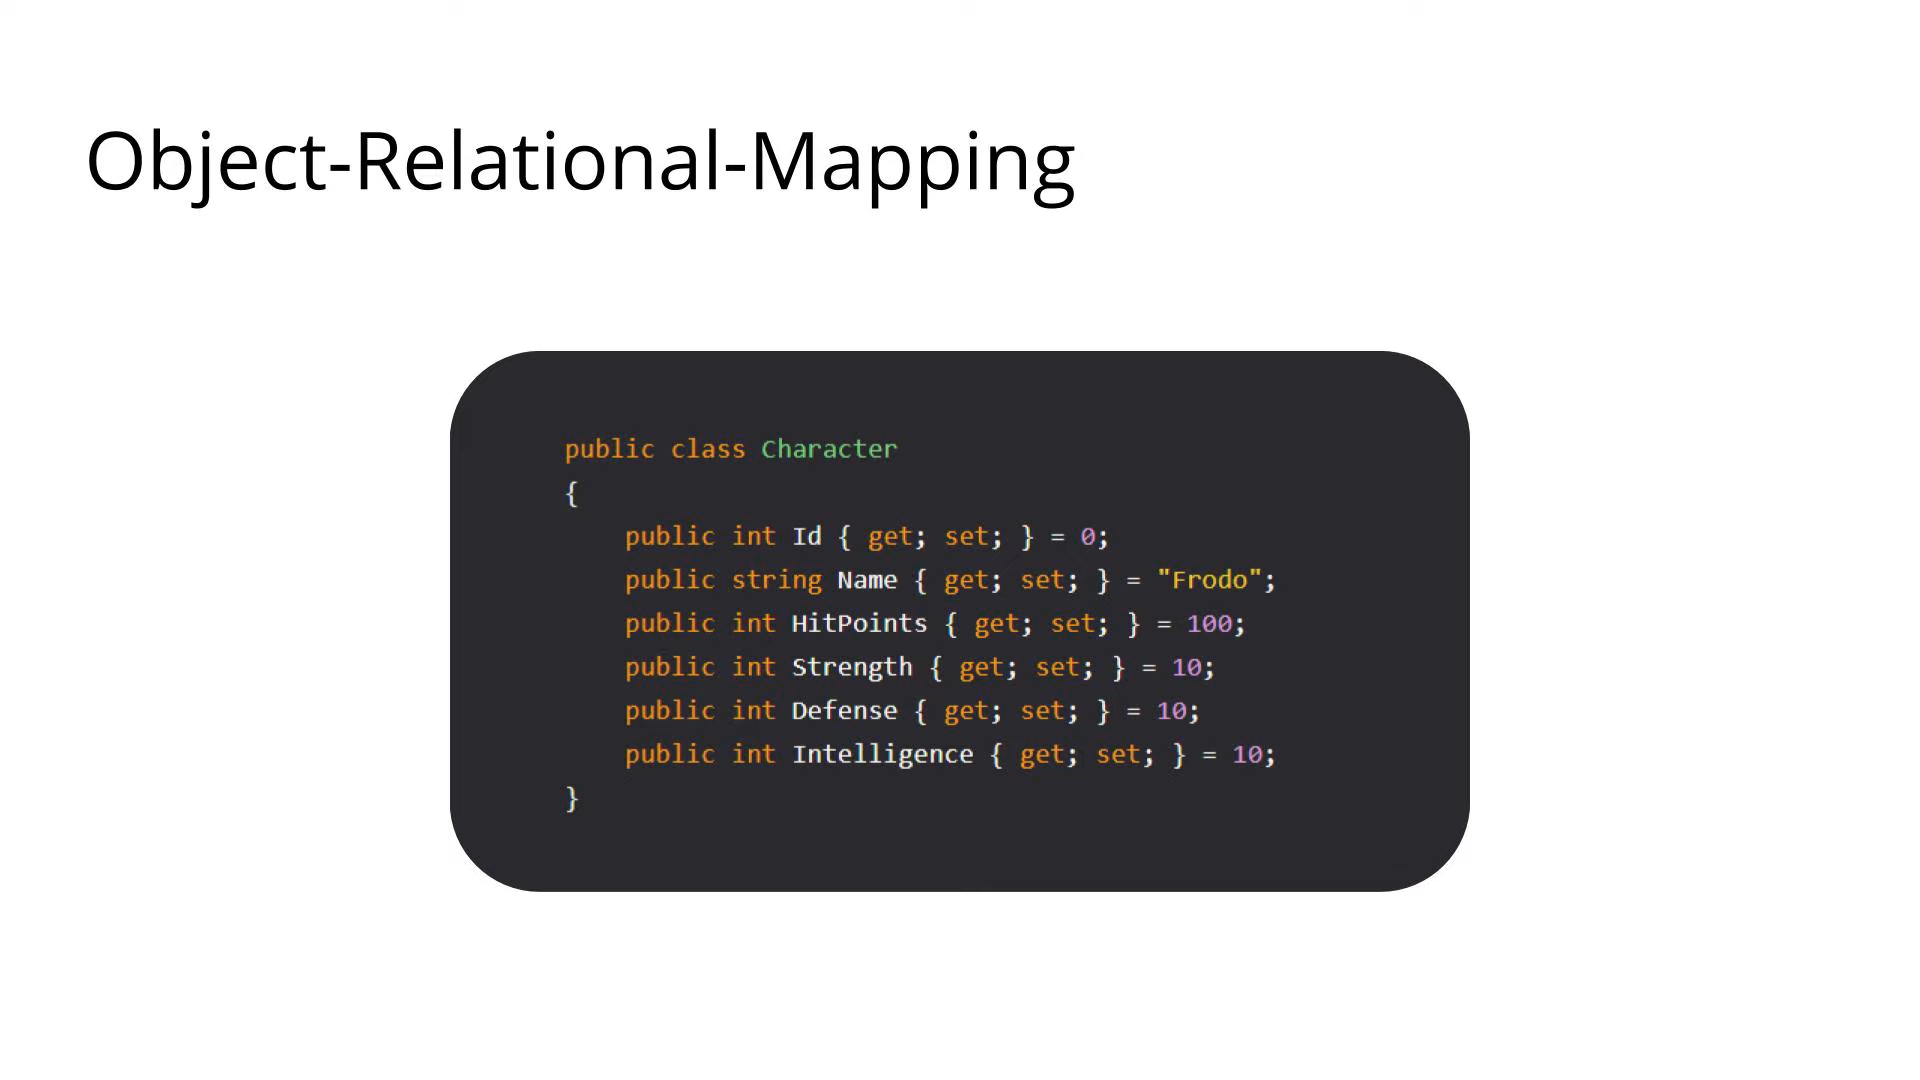 Object-Relational-Mapping
public class Character
{
    public int Id { get; set; } = 0;
    public string Name { get; set; } = "Frodo";
    public int HitPoints { get; set; } = 100;
    public int Strength { get; set; } = 10;
    public int Defense { get; set; } = 10;
    public int Intelligence { get; set; } = 10;
}